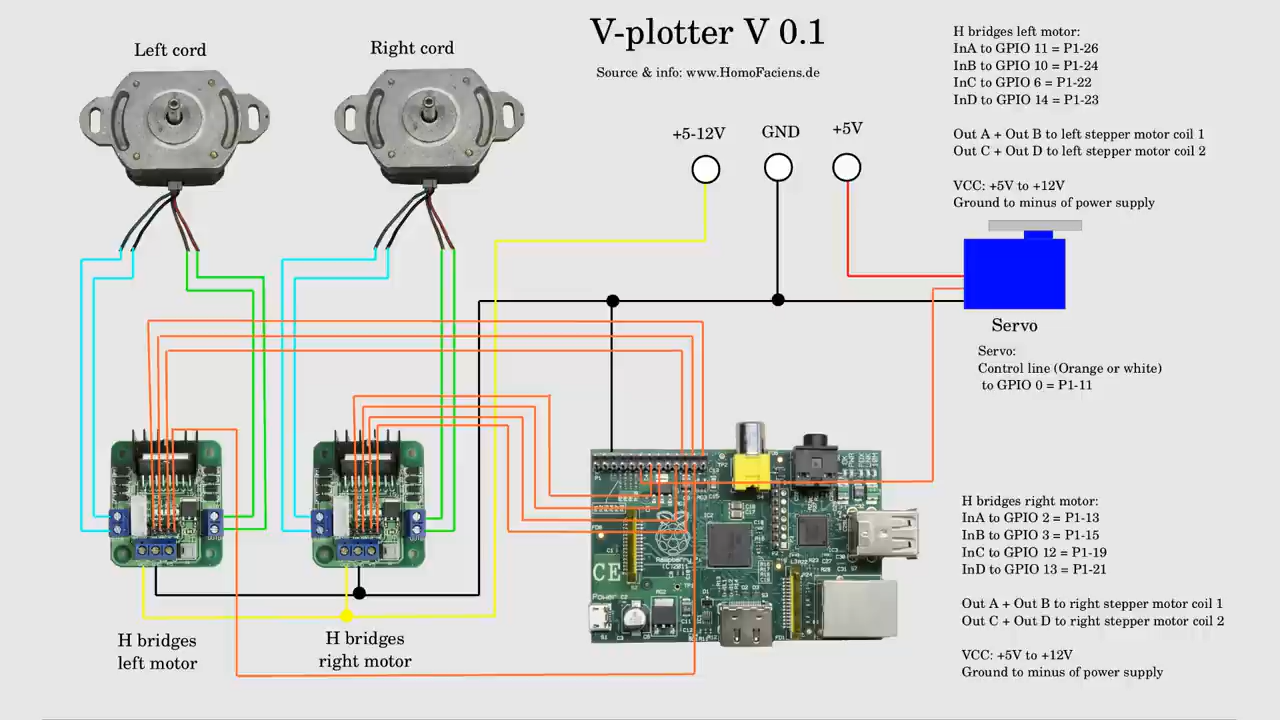 V-plotter V 0.1
Source & info: www.HomoFaciens.de
Left cord
Right cord
+5-12V
GND
+5V
H bridges left motor:
InA to GPIO 11 = P1-26
InB to GPIO 10 = P1-24
InC to GPIO 6 = P1-22
InD to GPIO 14 = P1-23
Out A + Out B to left stepper motor coil 1
Out C + Out D to left stepper motor coil 2
VCC: +5V to +12V
Ground to minus of power supply
Servo
Servo:
Control line (Orange or white)
to GPIO 0 = P1-11
H bridges right motor:
InA to GPIO 2 = P1-13
InB to GPIO 3 = P1-15
InC to GPIO 12 = P1-19
InD to GPIO 13 = P1-21
Out A + Out B to right stepper motor coil 1
Out C + Out D to right stepper motor coil 2
VCC: +5V to +12V
Ground to minus of power supply
H bridges
left motor
H bridges
right motor
P1
Raspberry
(C)2011
CE
Power